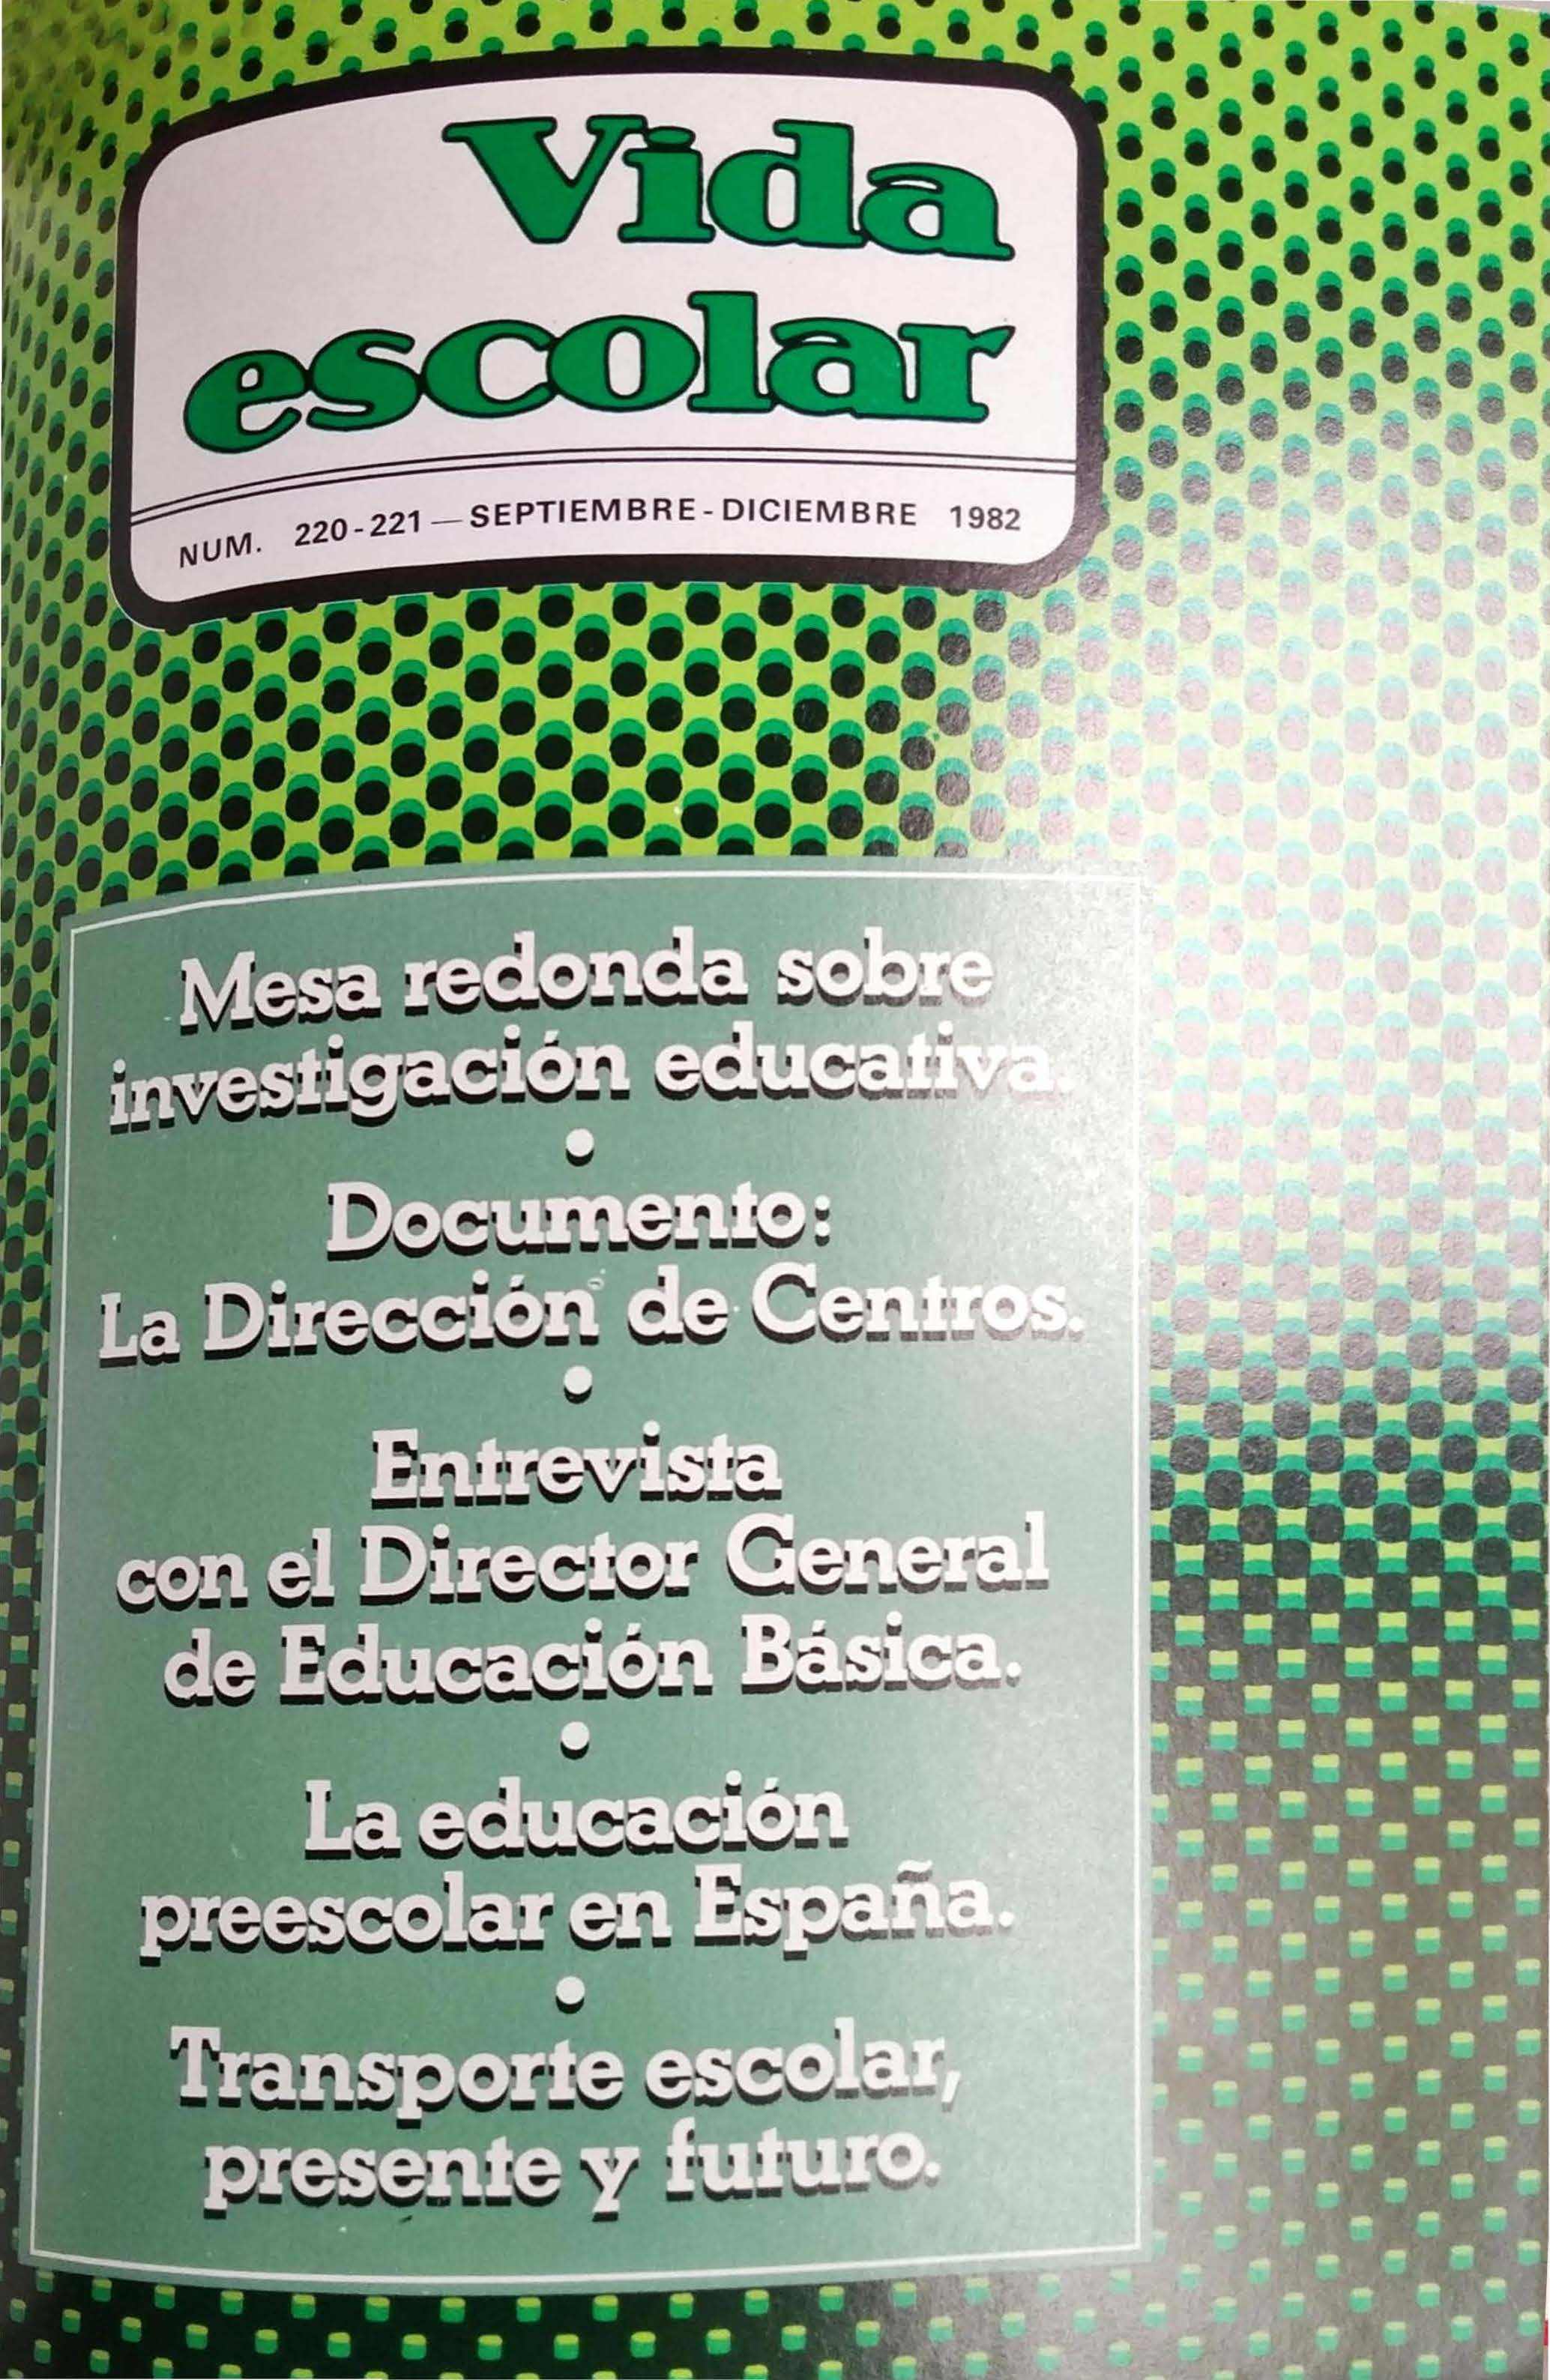 Vida
escolar
NUM. 220-221 — SEPTIEMBRE-DICIEMBRE 1982
Mesa redonda sobre
investigación educativa.
•
Documento:
La Dirección de Centros.
•
Entrevista
con el Director General
de Educación Básica.
•
La educación
preescolar en España.
•
Transporte escolar,
presente y futuro.